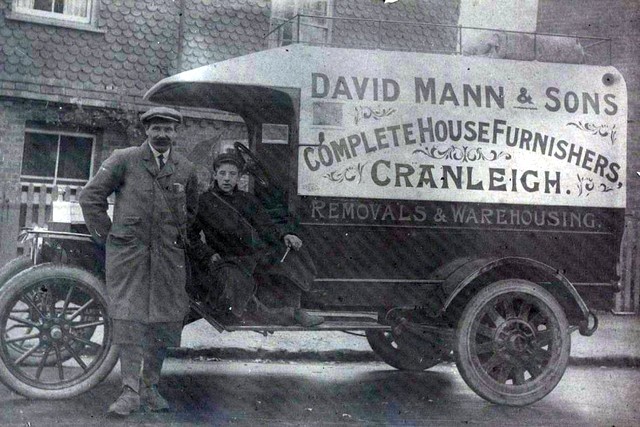 DAVID MANN & SONS
COMPLETE HOUSE FURNISHERS,
CRANLEIGH.
REMOVALS & WAREHOUSING.